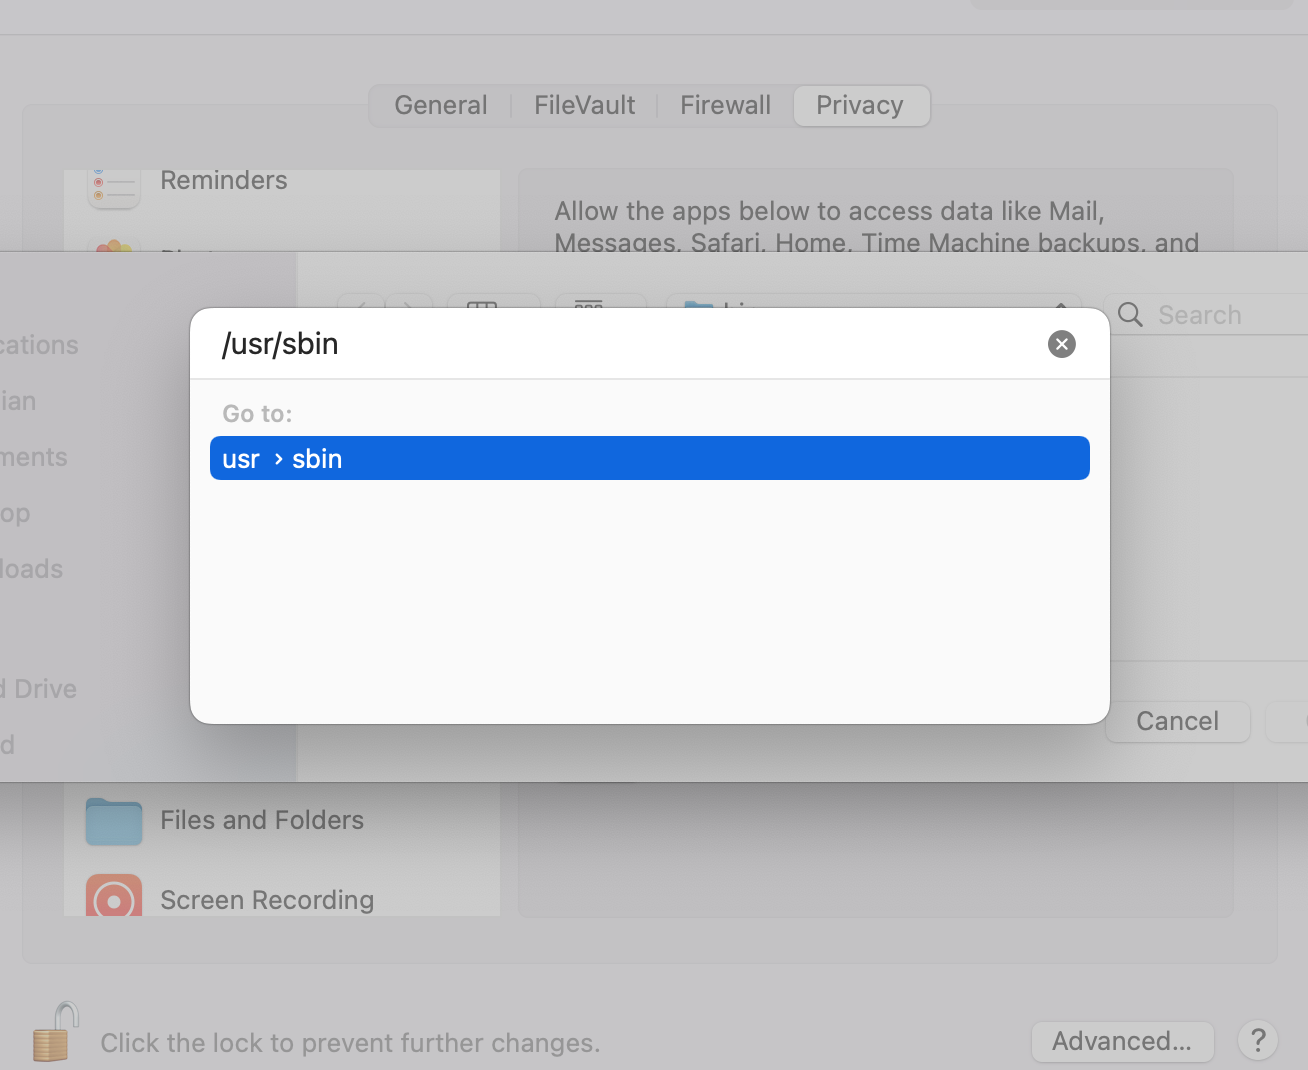 General
FileVault
Firewall
Privacy
Reminders
Allow the apps below to access data like Mail,
Messages, Safari, Home, Time Machine backups, and
Search
/usr/sbin
Go to:
usr › sbin
cations
ian
ments
op
loads
d Drive
d
Cancel
Files and Folders
Screen Recording
Click the lock to prevent further changes.
Advanced...
?